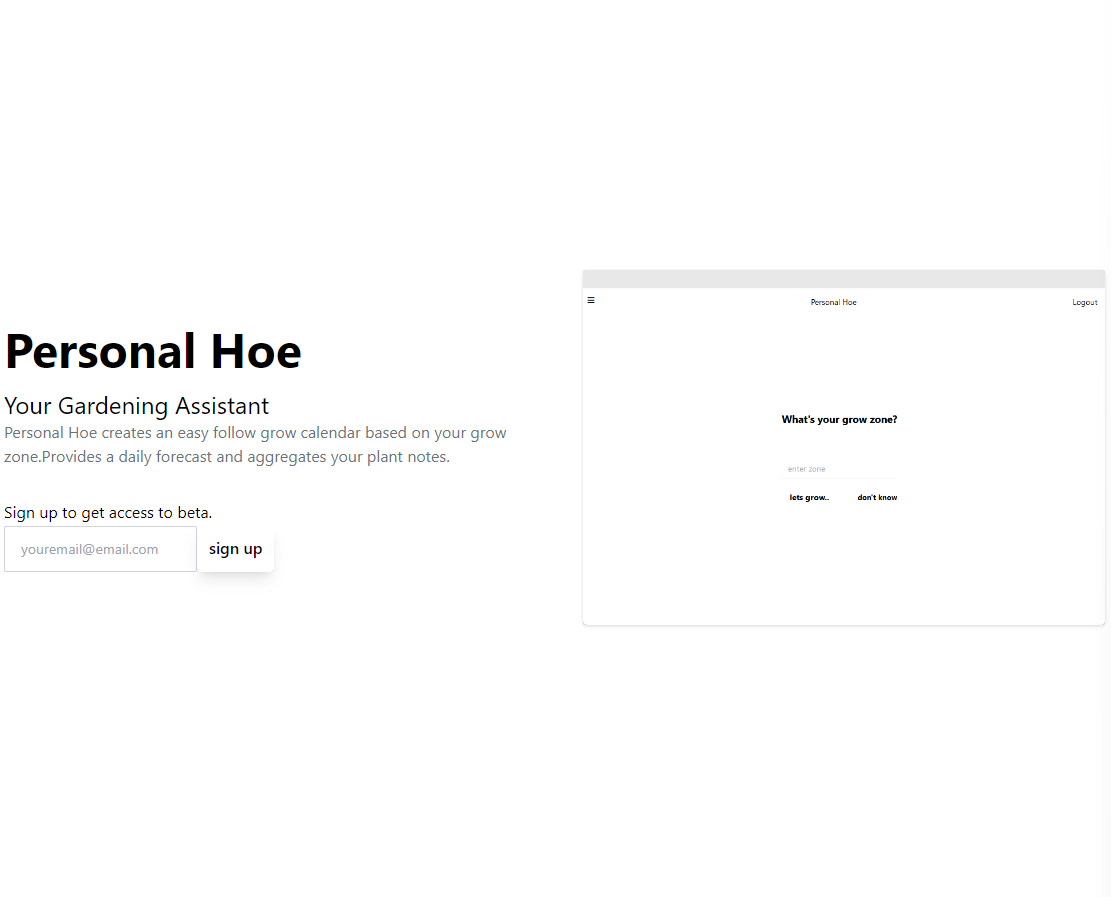 Personal Hoe
Your Gardening Assistant
Personal Hoe creates an easy follow grow calendar based on your grow
zone.Provides a daily forecast and aggregates your plant notes.
Sign up to get access to beta.
youremail@email.com
sign up
Personal Hoe
Logout
What's your grow zone?
enter zone
lets grow..
don't know